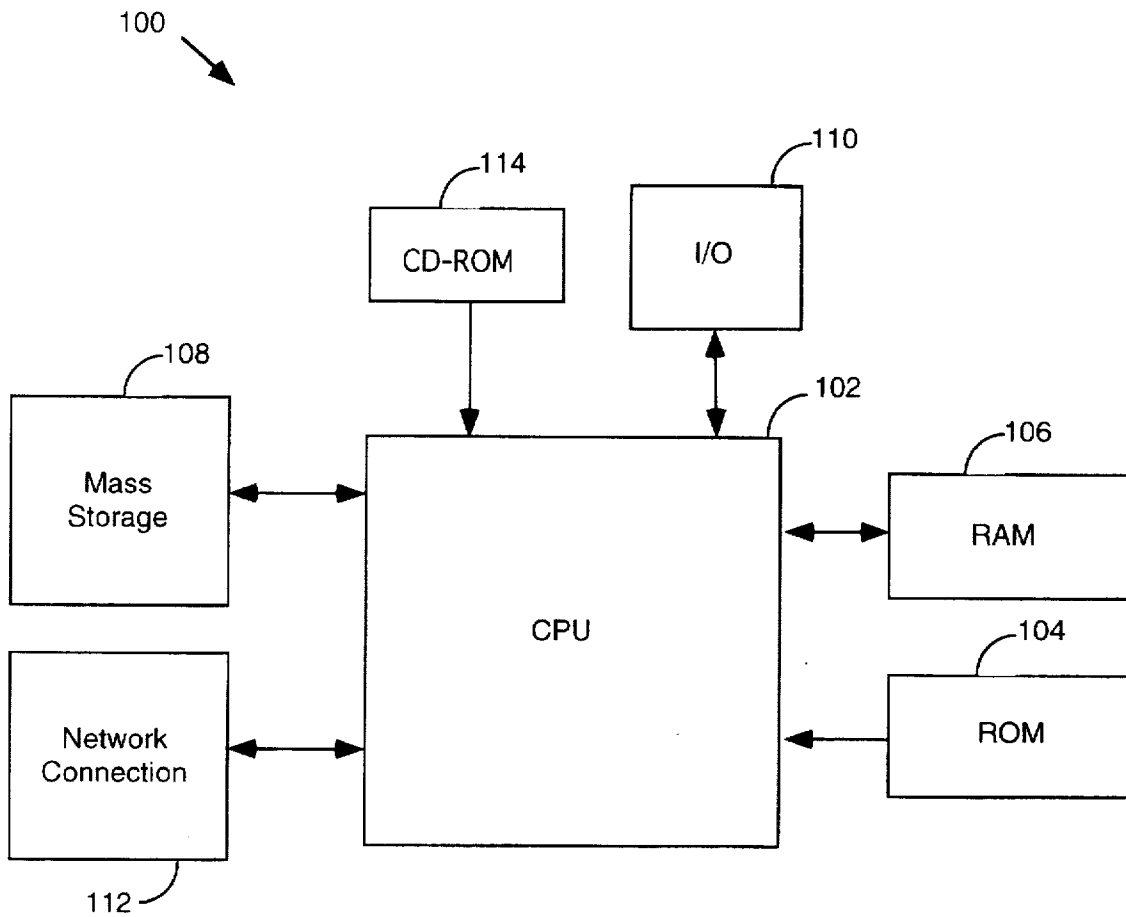 100
110
114
I/O
CD-ROM
108
102
106
Mass
Storage
RAM
CPU
104
Network
Connection
ROM
112